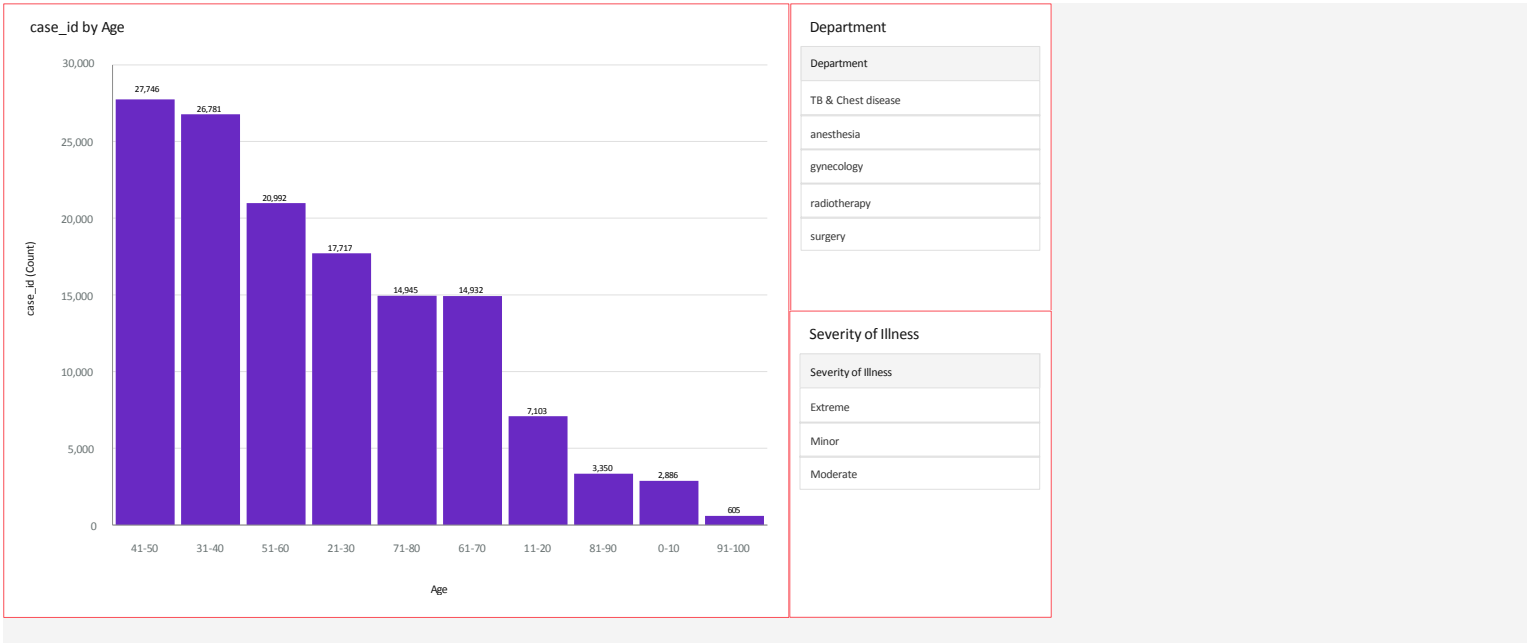 case_id by Age
30,000
25,000
20,000
15,000
10,000
5,000
0
case_id (Count)
27,746
26,781
20,992
17,717
14,945
14,932
7,103
3,350
2,886
605
41-50
31-40
51-60
21-30
71-80
61-70
11-20
81-90
0-10
91-100
Age
Department
Department
TB & Chest disease
anesthesia
gynecology
radiotherapy
surgery
Severity of Illness
Severity of Illness
Extreme
Minor
Moderate